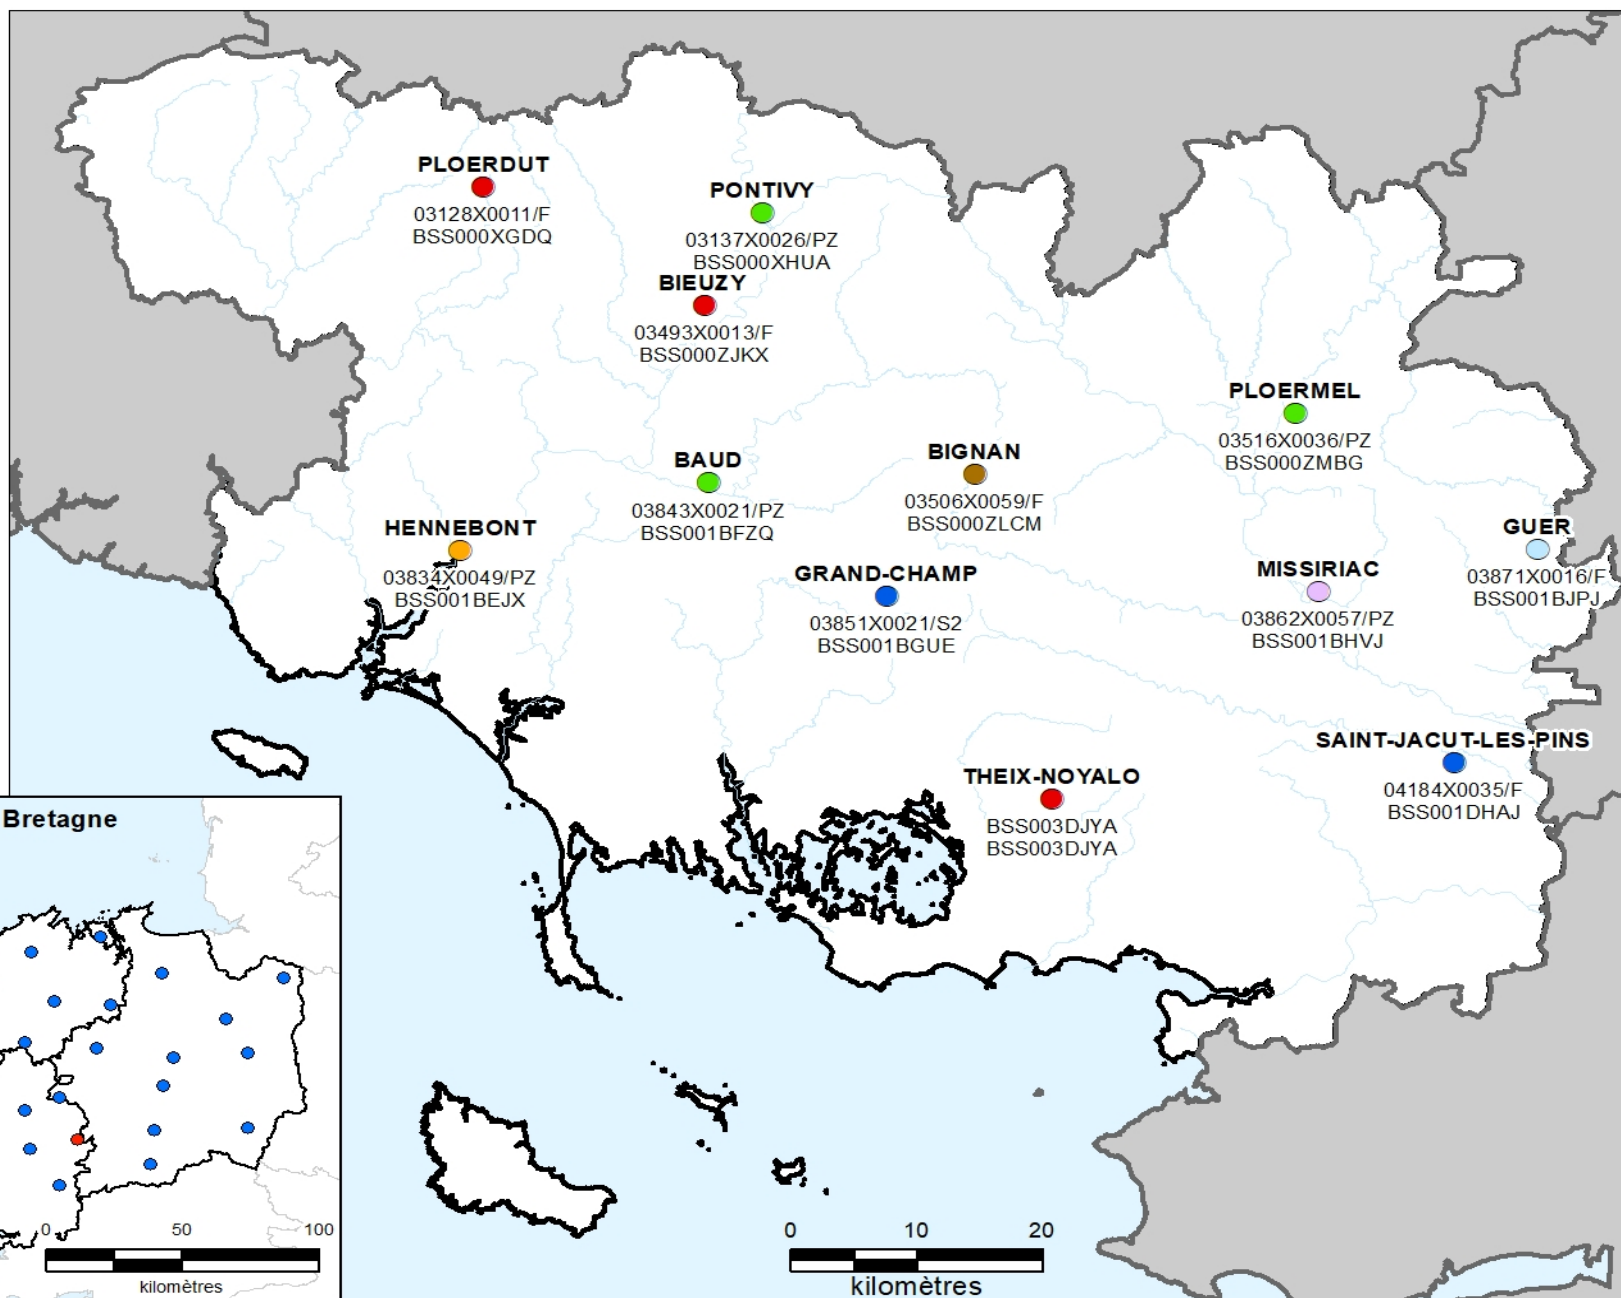 PLOERDUT
03128X0011/F
BSS000XGDQ
PONTIVY
03137X0026/PZ
BSS000XHUA
BIEUZY
03493X0013/F
BSS000ZJKX
PLOERMEL
03516X0036/PZ
BSS000ZMBG
BAUD
03843X0021/PZ
BSS001BFZQ
BIGNAN
03506X0059/F
BSS000ZLCM
HENNEBONT
03834X0049/PZ
BSS001BEJX
GUER
03871X0016/F
BSS001BJPJ
GRAND-CHAMP
03851X0021/S2
BSS001BGUE
MISSIRIAC
03862X0057/PZ
BSS001BHVJ
SAINT-JACUT-LES-PINS
04184X0035/F
BSS001DHAJ
THEIX-NOYALO
BSS003DJYA
BSS003DJYA
Bretagne
0 50 100
kilomètres
0 10 20
kilomètres